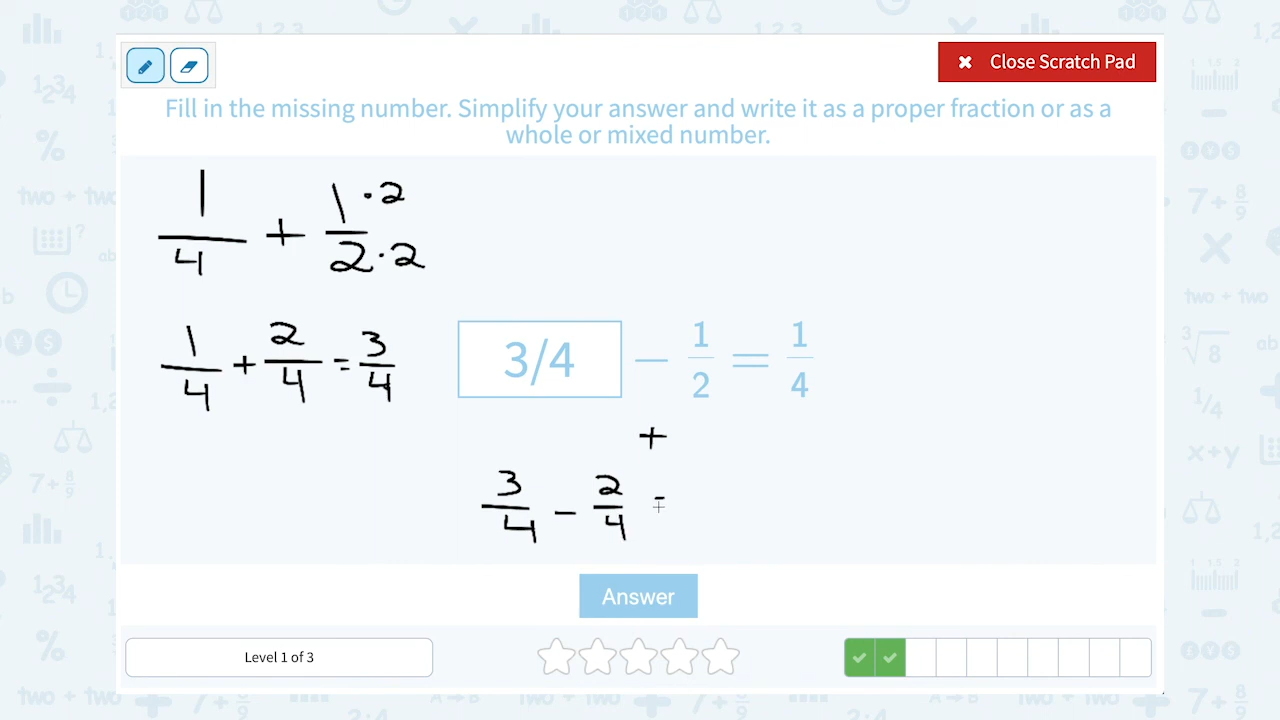 ✖ Close Scratch Pad
Fill in the missing number. Simplify your answer and write it as a proper fraction or as a
whole or mixed number.
1/4 + 1·2/2·2
1/4 + 2/4 = 3/4
3/4 − 1/2 = 1/4
+
3/4 − 2/4 =
Answer
Level 1 of 3